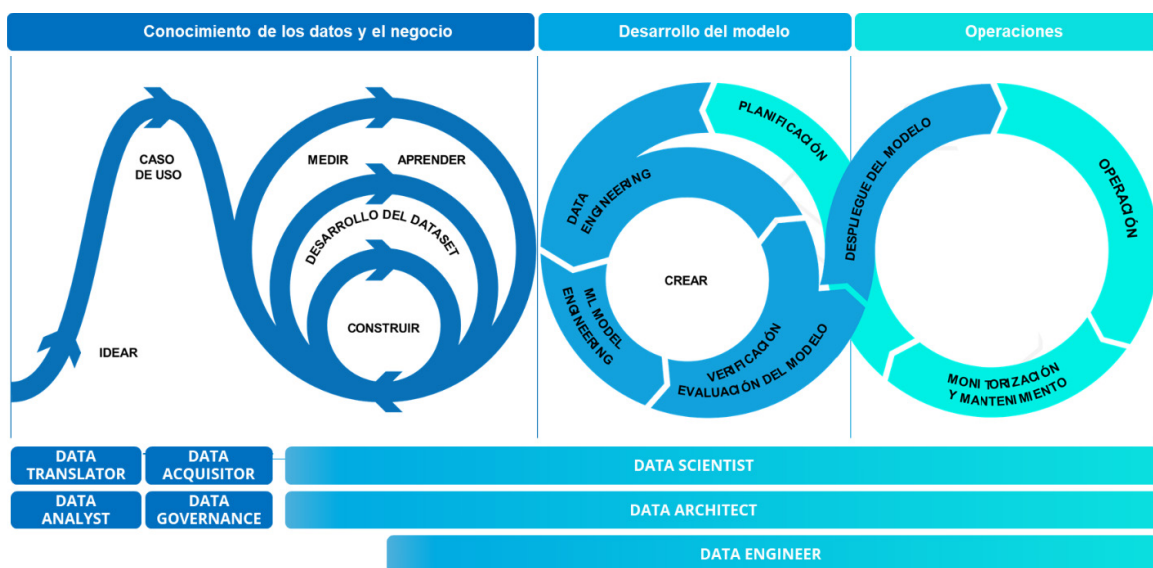 Conocimiento de los datos y el negocio
Desarrollo del modelo
Operaciones
IDEAR
CASO
DE USO
MEDIR
APRENDER
DESARROLLO DEL DATASET
CONSTRUIR
PLANIFICACIÓN
DATA
ENGINEERING
CREAR
ML MODEL
ENGINEERING
VERIFICACIÓN
EVALUACIÓN DEL MODELO
DESPLIEGUE DEL MODELO
OPERACIÓN
MONITORIZACIÓN
Y MANTENIMIENTO
DATA
TRANSLATOR
DATA
ACQUISITOR
DATA SCIENTIST
DATA
ANALYST
DATA
GOVERNANCE
DATA ARCHITECT
DATA ENGINEER